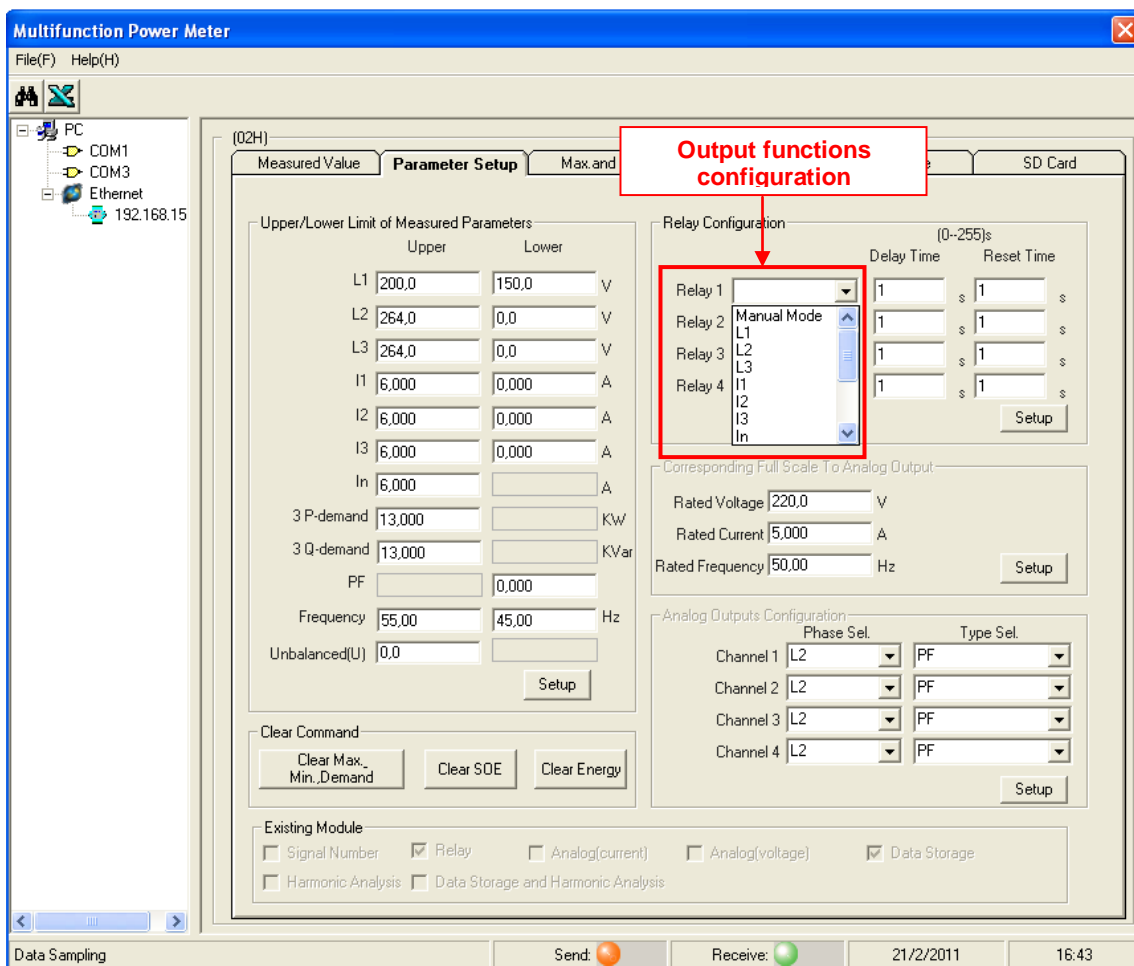 Multifunction Power Meter
File(F) Help(H)
PC
COM1
COM3
Ethernet
192.168.15
(02H)
Measured Value Parameter Setup Max.and SD Card
Output functions
configuration
Upper/Lower Limit of Measured Parameters
Upper Lower
L1 200,0 150,0 V
L2 264,0 0,0 V
L3 264,0 0,0 V
I1 6,000 0,000 A
I2 6,000 0,000 A
I3 6,000 0,000 A
In 6,000 A
3 P-demand 13,000 KW
3 Q-demand 13,000 KVar
PF 0,000
Frequency 55,00 45,00 Hz
Unbalanced(U) 0,0
Setup
Clear Command
Clear Max._
Min.,Demand
Clear SOE
Clear Energy
Relay Configuration
(0--255)s
Delay Time Reset Time
Relay 1 1 s 1 s
Relay 2 1 s 1 s
Relay 3 1 s 1 s
Relay 4 1 s 1 s
Manual Mode
L1
L2
L3
I1
I2
I3
In
Setup
Corresponding Full Scale To Analog Output
Rated Voltage 220,0 V
Rated Current 5,000 A
Rated Frequency 50,00 Hz
Setup
Analog Outputs Configuration
Phase Sel. Type Sel.
Channel 1 L2 PF
Channel 2 L2 PF
Channel 3 L2 PF
Channel 4 L2 PF
Setup
Existing Module
Signal Number Relay Analog(current) Analog(voltage) Data Storage
Harmonic Analysis Data Storage and Harmonic Analysis
Data Sampling Send: Receive: 21/2/2011 16:43